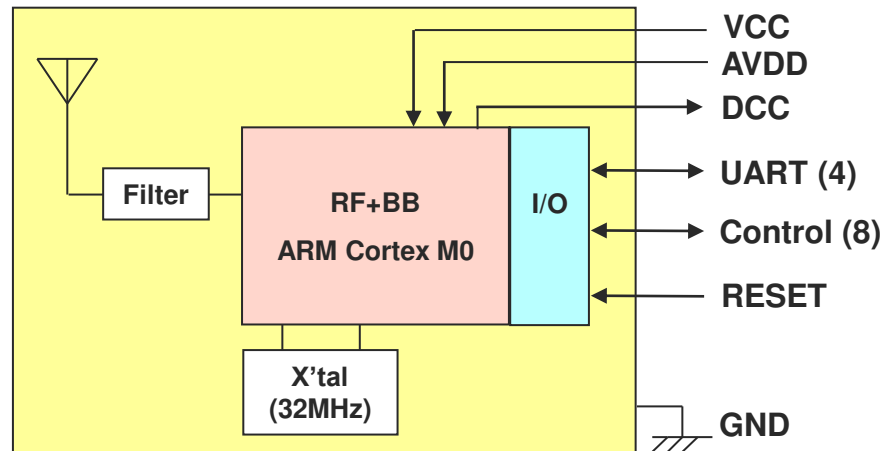 VCC
AVDD
DCC
Filter
RF+BB
ARM Cortex M0
I/O
UART (4)
Control (8)
RESET
X’tal
(32MHz)
GND